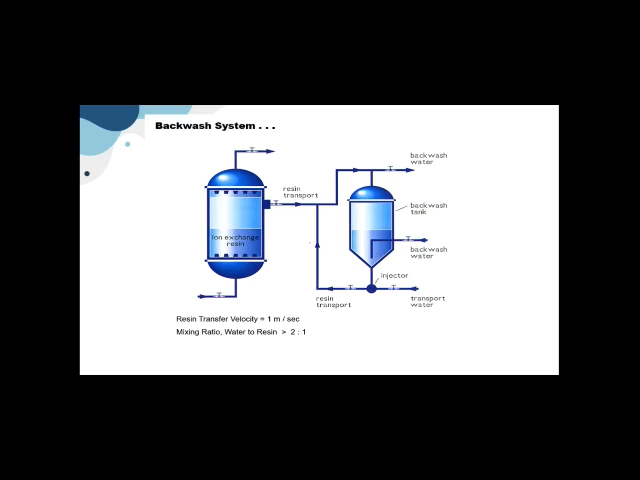 Backwash System . . .
backwash
water
resin
transport
backwash
tank
Ion exchange
resin
backwash
water
injector
resin
transport
transport
water
Resin Transfer Velocity = 1 m / sec
Mixing Ratio, Water to Resin > 2 : 1